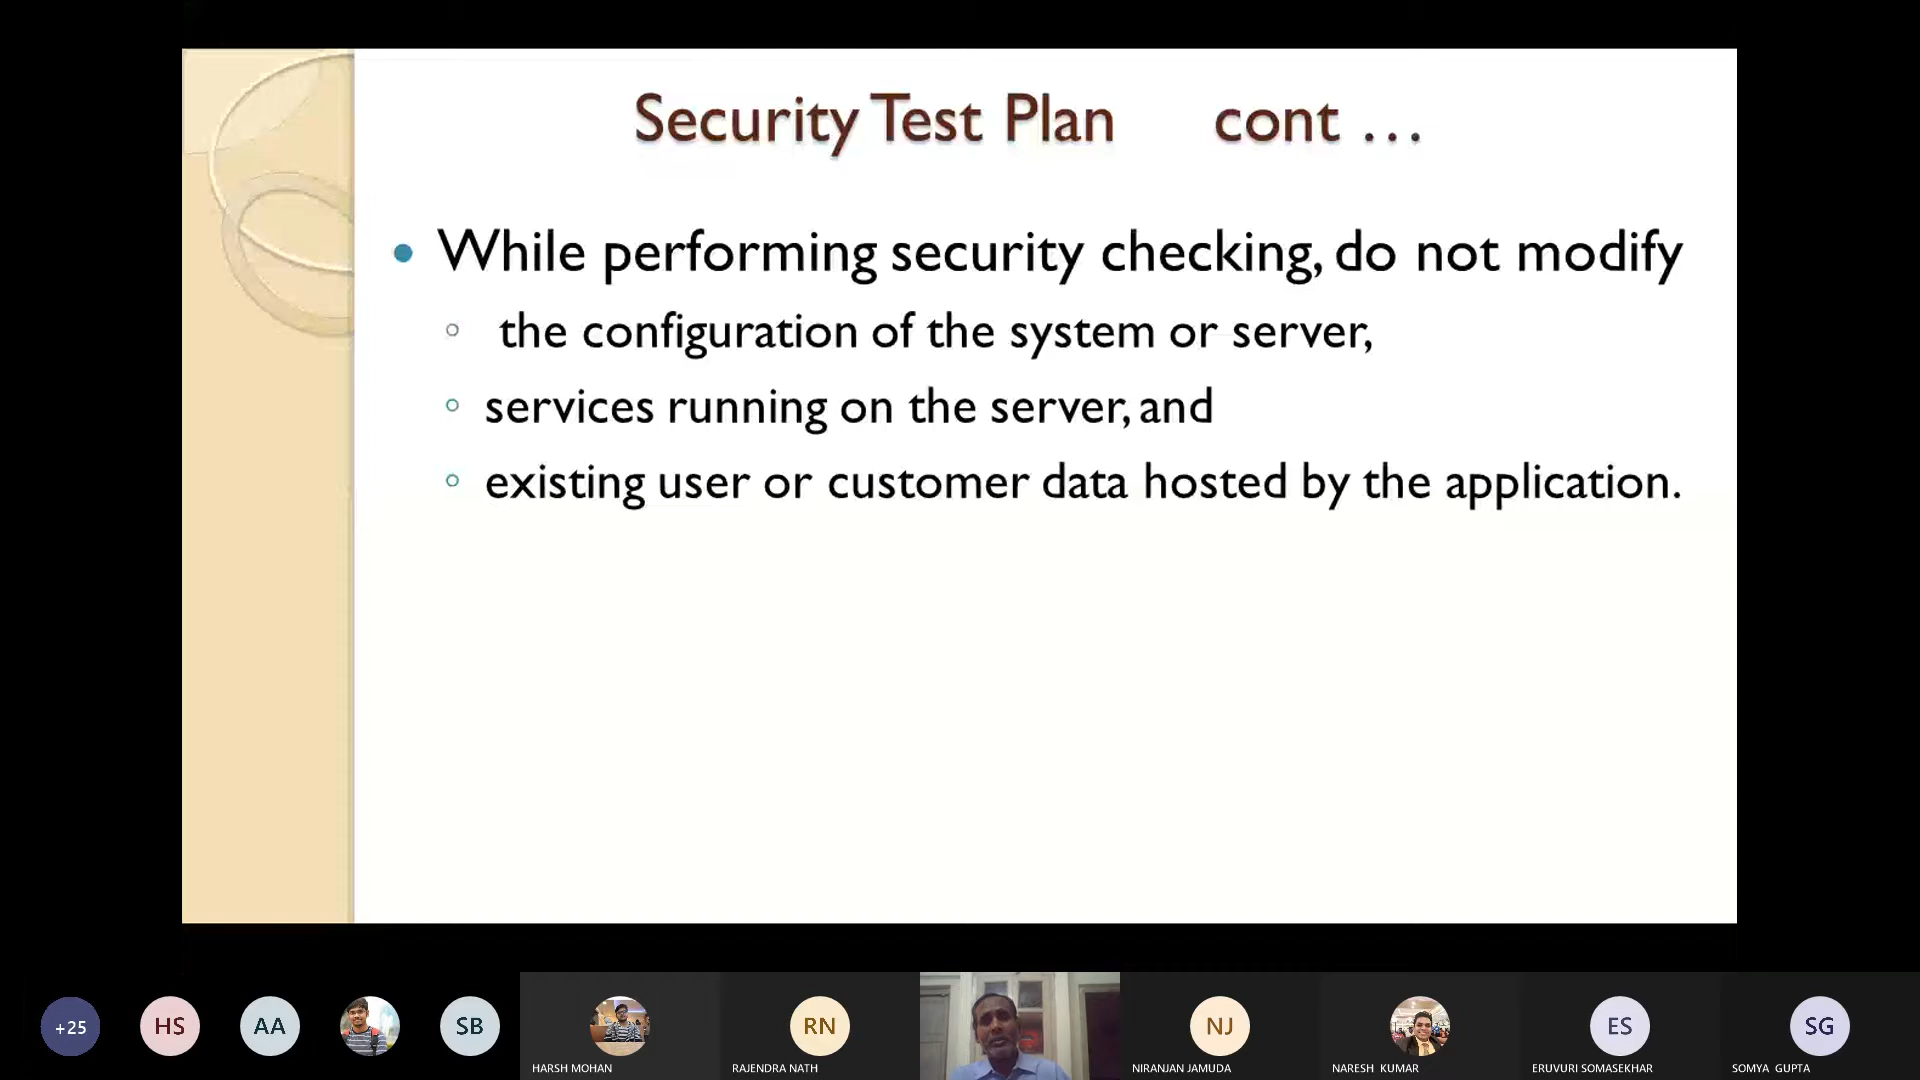 Security Test Plan cont …
• While performing security checking, do not modify
◦ the configuration of the system or server,
◦ services running on the server, and
◦ existing user or customer data hosted by the application.
+25
HS
AA
SB
RN
NJ
ES
SG
HARSH MOHAN
RAJENDRA NATH
NIRANJAN JAMUDA
NARESH KUMAR
ERUVURI SOMASEKHAR
SOMYA GUPTA